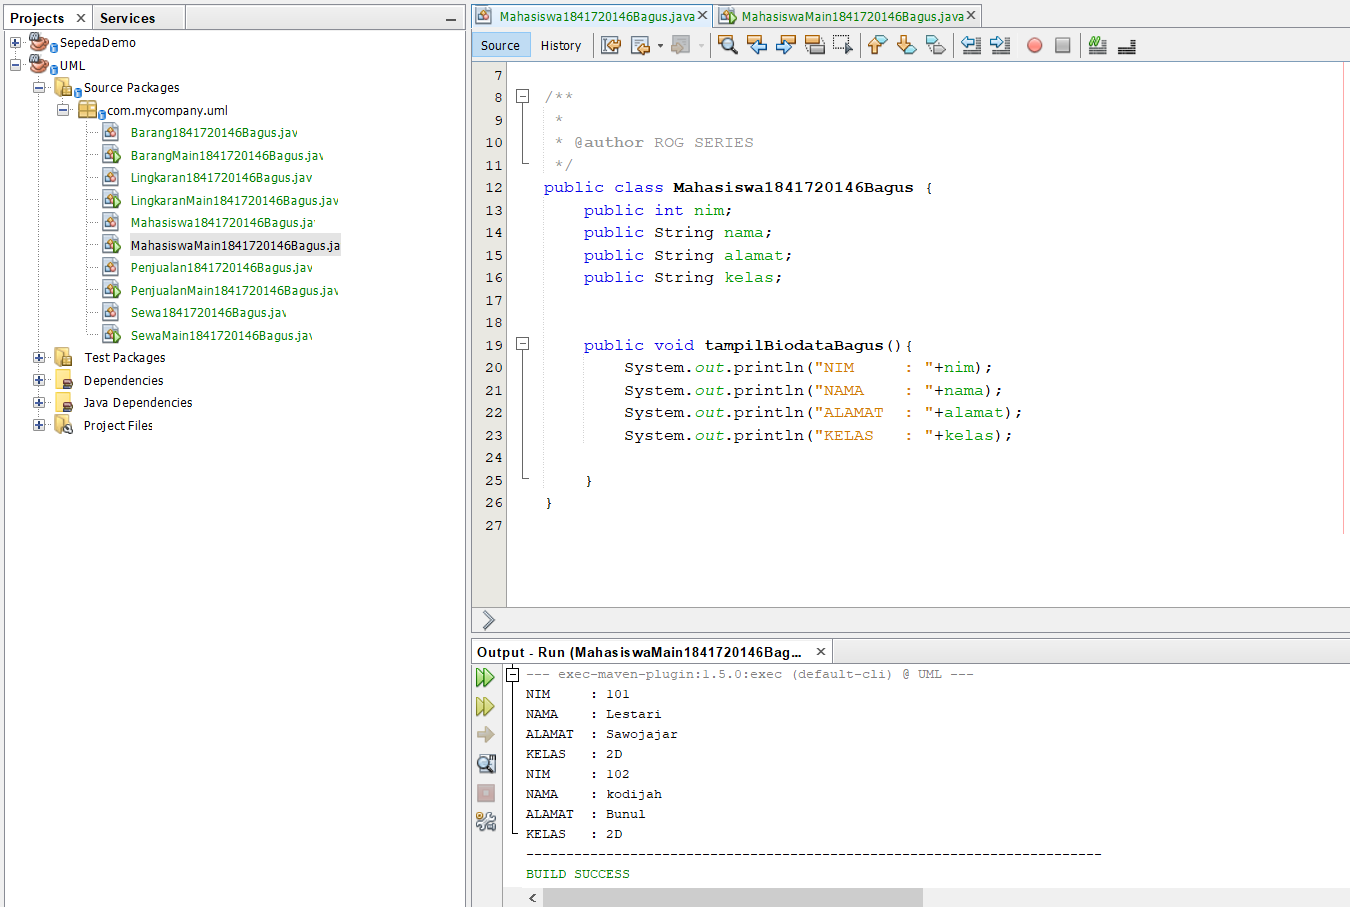 Projects
Services
SepedaDemo
UML
Source Packages
com.mycompany.uml
Barang1841720146Bagus.jav
BarangMain1841720146Bagus.jav
Lingkaran1841720146Bagus.jav
LingkaranMain1841720146Bagus.jav
Mahasiswa1841720146Bagus.jav
MahasiswaMain1841720146Bagus.ja
Penjualan1841720146Bagus.jav
PenjualanMain1841720146Bagus.jav
Sewa1841720146Bagus.jav
SewaMain1841720146Bagus.jav
Test Packages
Dependencies
Java Dependencies
Project Files
Mahasiswa1841720146Bagus.java
MahasiswaMain1841720146Bagus.java
Source
History
7
8 /**
9 *
10 * @author ROG SERIES
11 */
12 public class Mahasiswa1841720146Bagus {
13 public int nim;
14 public String nama;
15 public String alamat;
16 public String kelas;
17
18
19 public void tampilBiodataBagus(){
20 System.out.println("NIM     : "+nim);
21 System.out.println("NAMA    : "+nama);
22 System.out.println("ALAMAT  : "+alamat);
23 System.out.println("KELAS   : "+kelas);
24
25 }
26 }
27
Output - Run (MahasiswaMain1841720146Bag...
--- exec-maven-plugin:1.5.0:exec (default-cli) @ UML ---
NIM     : 101
NAMA    : Lestari
ALAMAT  : Sawojajar
KELAS   : 2D
NIM     : 102
NAMA    : kodijah
ALAMAT  : Bunul
KELAS   : 2D
------------------------------------------------------------------------
BUILD SUCCESS